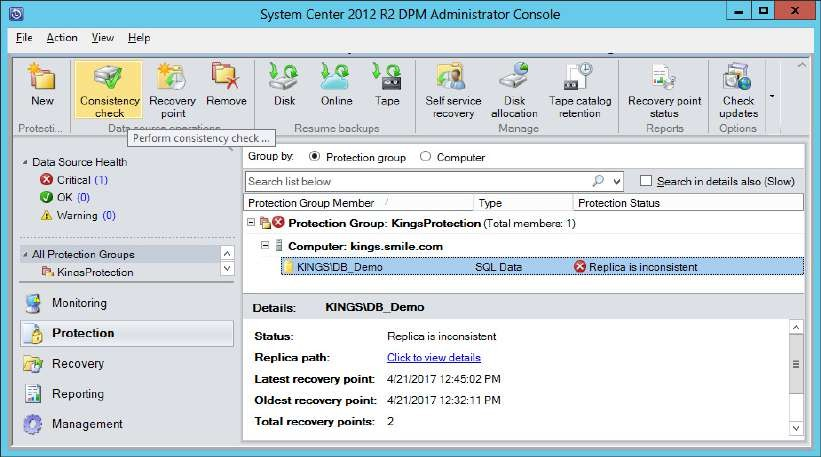 System Center 2012 R2 DPM Administrator Console
File Action View Help
New Consistency check Recovery point Remove Disk Online Tape Self service recovery Disk allocation Tape catalog retention Recovery point status Check updates
Protecti... Data source operations Resume backups Manage Reports Options
Perform consistency check ...
Data Source Health
Critical (1)
OK (0)
Warning (0)
All Protection Groups
KingsProtection
Monitoring
Protection
Recovery
Reporting
Management
Group by: Protection group Computer
Search list below Search in details also (Slow)
Protection Group Member / Type Protection Status
Protection Group: KingsProtection (Total members: 1)
Computer: kings.smile.com
KINGS\DB_Demo SQL Data Replica is inconsistent
Details: KINGS\DB_Demo
Status: Replica is inconsistent
Replica path: Click to view details
Latest recovery point: 4/21/2017 12:45:02 PM
Oldest recovery point: 4/21/2017 12:32:11 PM
Total recovery points: 2